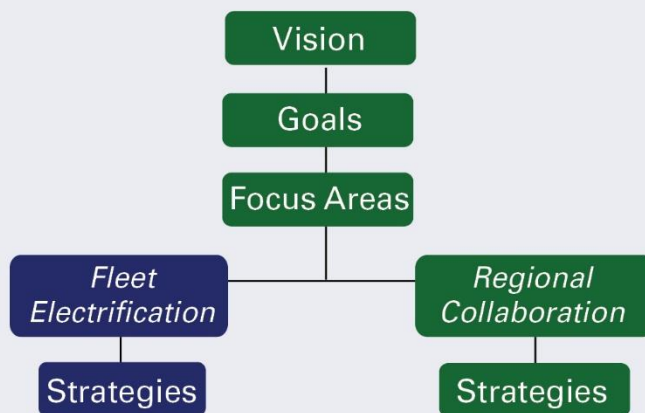 Vision
Goals
Focus Areas
Fleet
Electrification
Regional
Collaboration
Strategies
Strategies